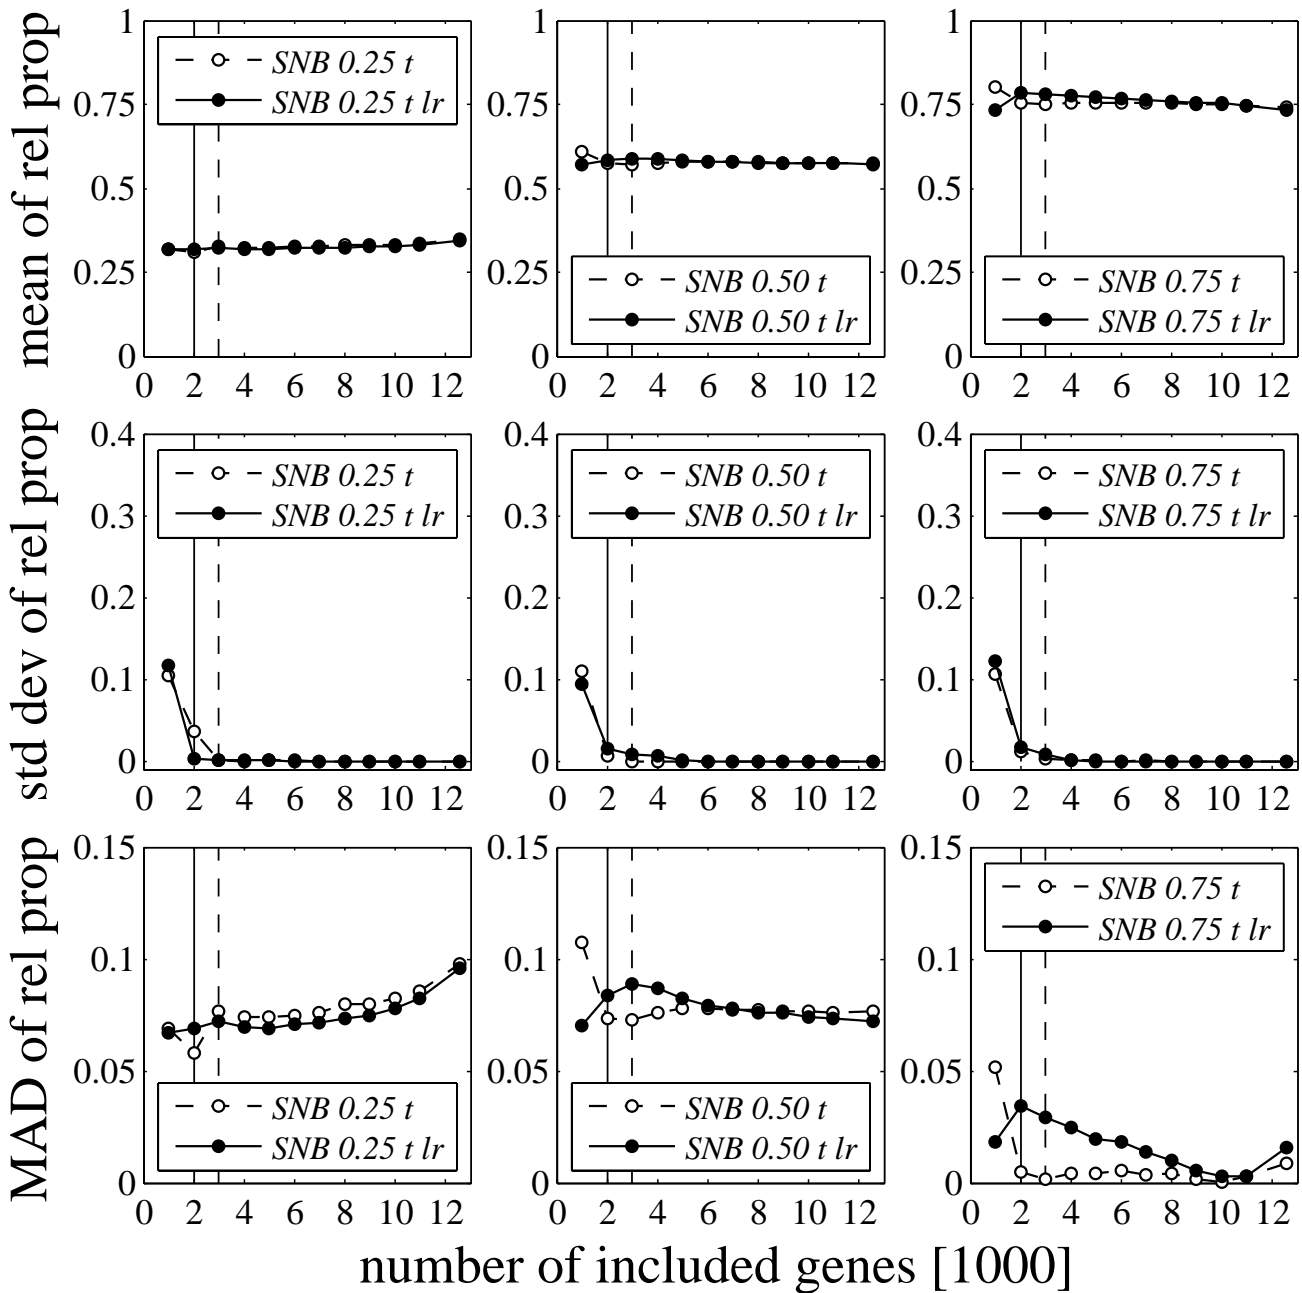 mean of rel prop
1
0.75
0.5
0.25
0
SNB 0.25 t
SNB 0.25 t lr
0 2 4 6 8 10 12
1
0.75
0.5
0.25
0
SNB 0.50 t
SNB 0.50 t lr
0 2 4 6 8 10 12
1
0.75
0.5
0.25
0
SNB 0.75 t
SNB 0.75 t lr
0 2 4 6 8 10 12
std dev of rel prop
0.4
0.3
0.2
0.1
0
SNB 0.25 t
SNB 0.25 t lr
0 2 4 6 8 10 12
0.4
0.3
0.2
0.1
0
SNB 0.50 t
SNB 0.50 t lr
0 2 4 6 8 10 12
0.4
0.3
0.2
0.1
0
SNB 0.75 t
SNB 0.75 t lr
0 2 4 6 8 10 12
MAD of rel prop
0.15
0.1
0.05
0
SNB 0.25 t
SNB 0.25 t lr
0 2 4 6 8 10 12
0.15
0.1
0.05
0
SNB 0.50 t
SNB 0.50 t lr
0 2 4 6 8 10 12
0.15
0.1
0.05
0
SNB 0.75 t
SNB 0.75 t lr
0 2 4 6 8 10 12
number of included genes [1000]